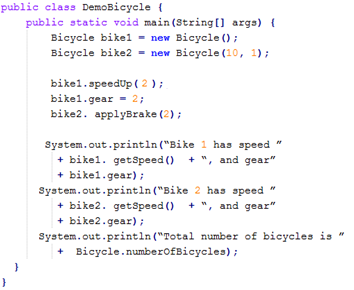 public class DemoBicycle {
public static void main(String[] args) {
Bicycle bike1 = new Bicycle();
Bicycle bike2 = new Bicycle(10, 1);
bike1.speedUp( 2 );
bike1.gear = 2;
bike2. applyBrake(2);
System.out.println(“Bike 1 has speed ”
+ bike1. getSpeed() + “, and gear”
+ bike1.gear);
System.out.println(“Bike 2 has speed ”
+ bike2. getSpeed() + “, and gear”
+ bike2.gear);
System.out.println(“Total number of bicycles is ”
+ Bicycle.numberOfBicycles);
}
}